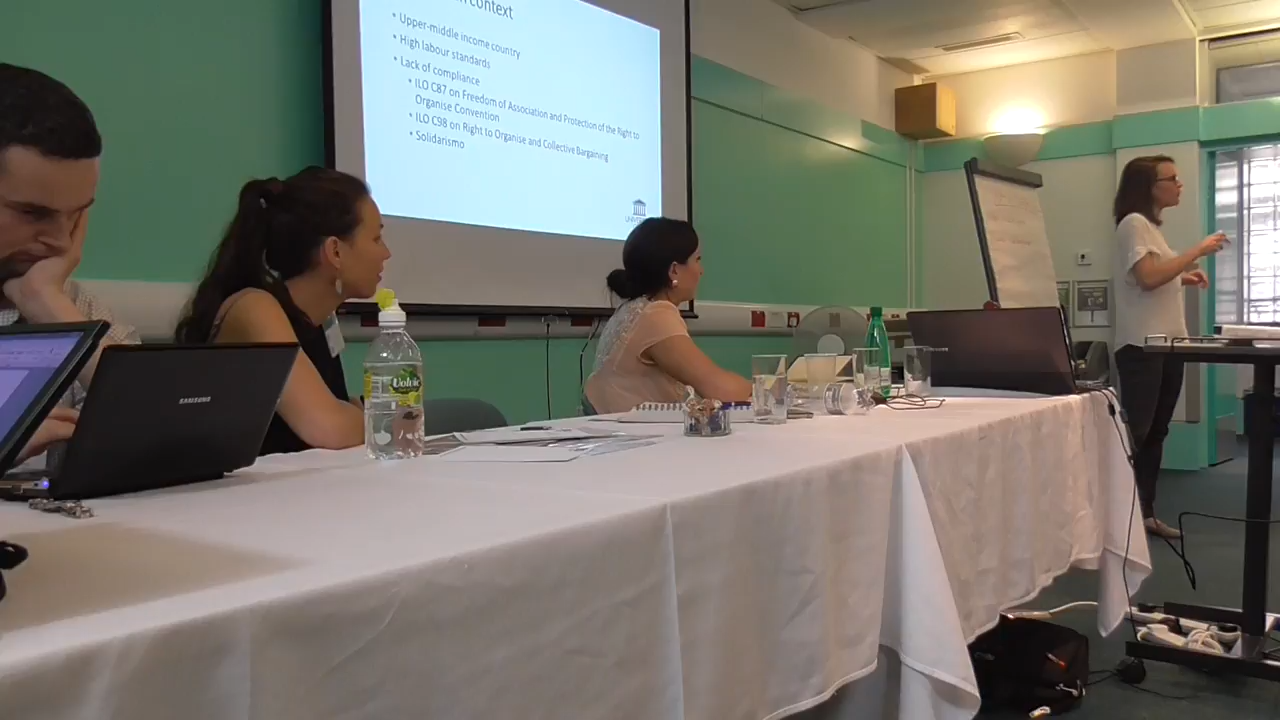 context
• Upper-middle income country
• High labour standards
• Lack of compliance
• ILO C87 on Freedom of Association and Protection of the Right to
Organise Convention
• ILO C98 on Right to Organise and Collective Bargaining
• Solidarismo
SAMSUNG
Volvic